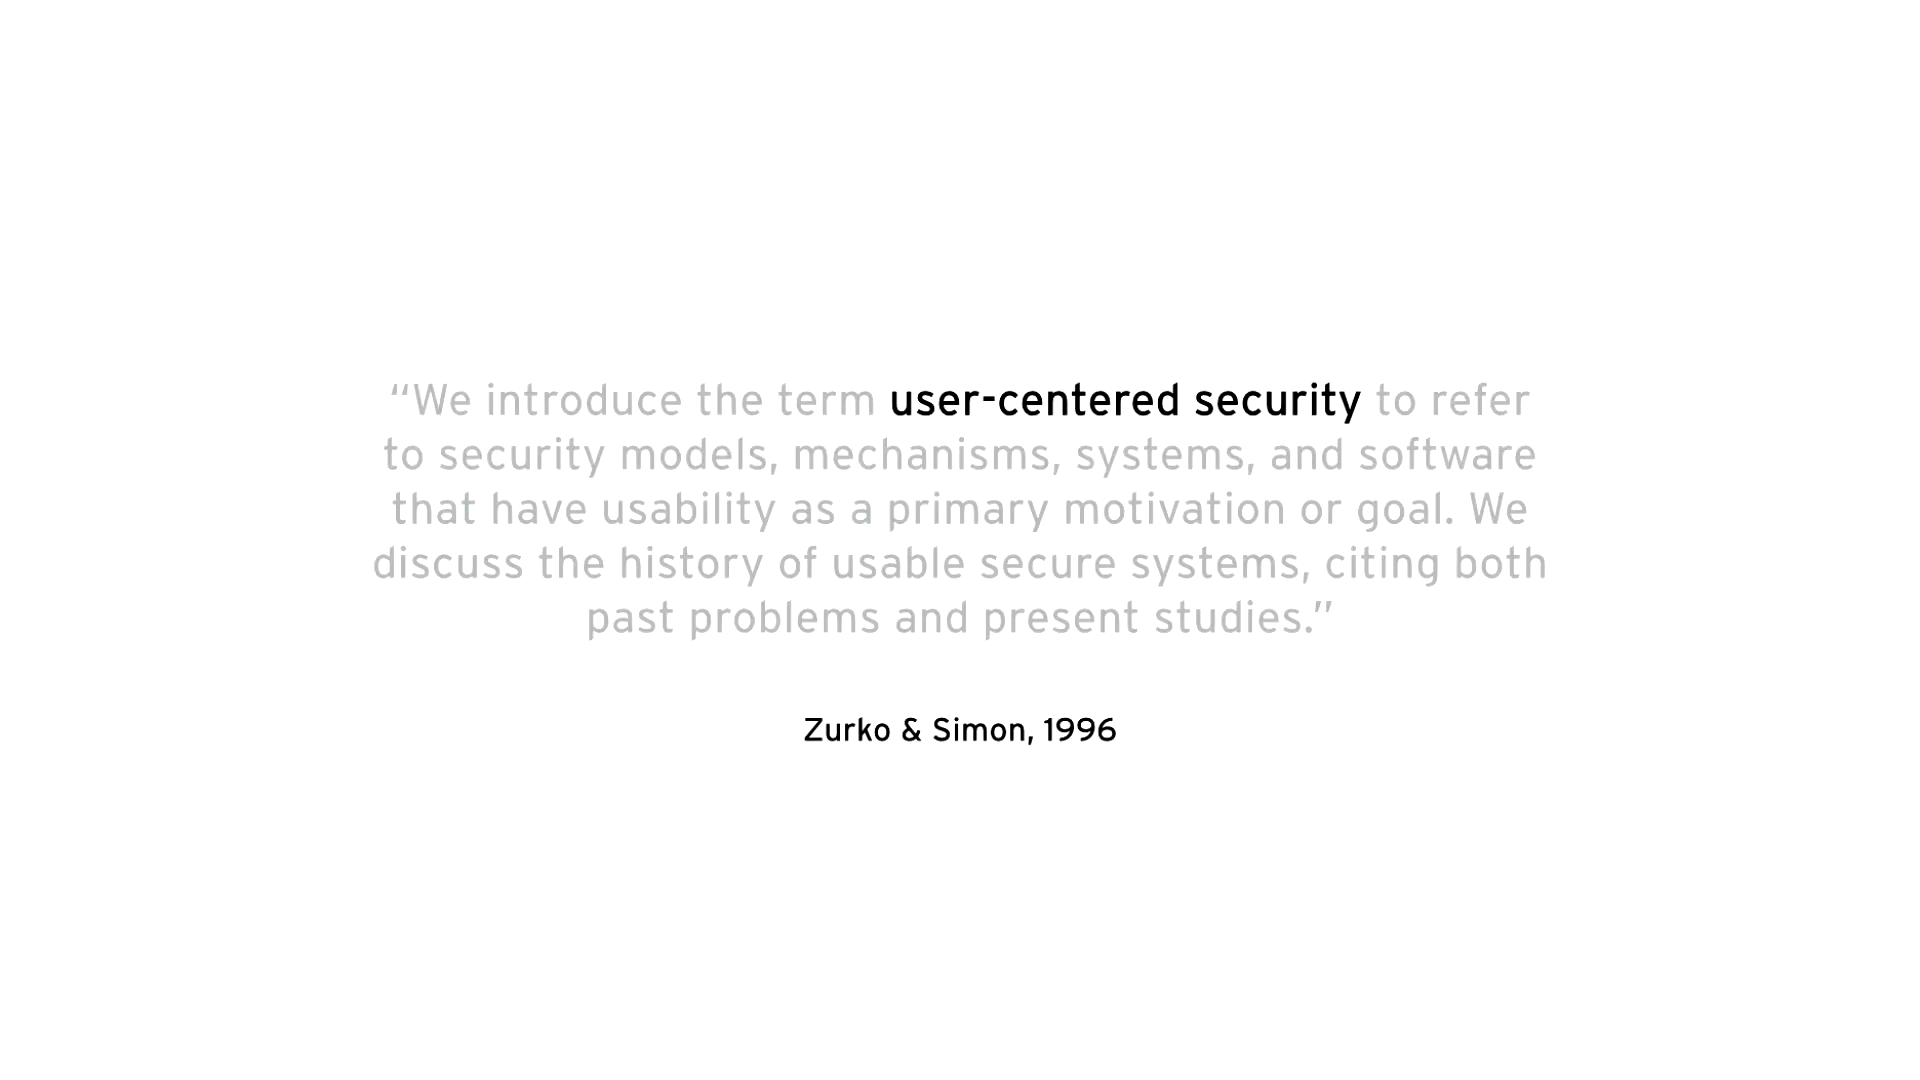 “We introduce the term user-centered security to refer
to security models, mechanisms, systems, and software
that have usability as a primary motivation or goal. We
discuss the history of usable secure systems, citing both
past problems and present studies.”
Zurko & Simon, 1996